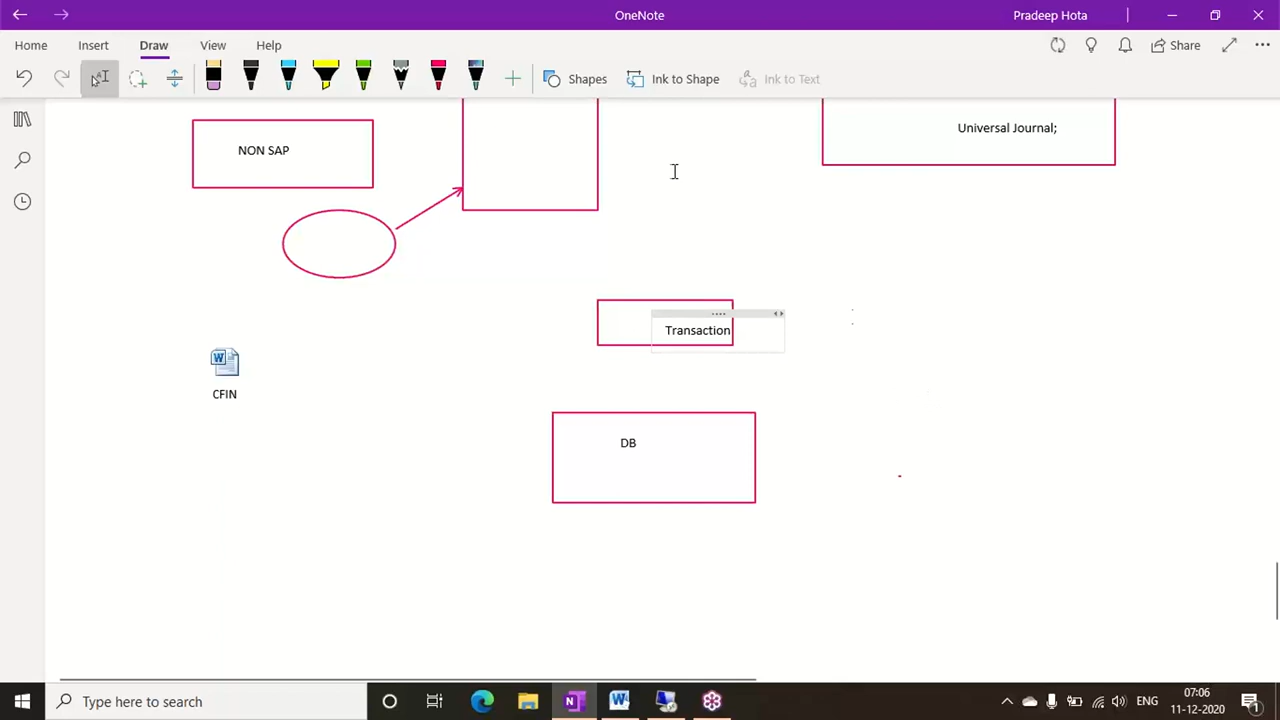 OneNote
Pradeep Hota
Home
Insert
Draw
View
Help
Share
Shapes
Ink to Shape
Ink to Text
Universal Journal;
NON SAP
Transaction
CFIN
DB
Type here to search
ENG
07:06
11-12-2020